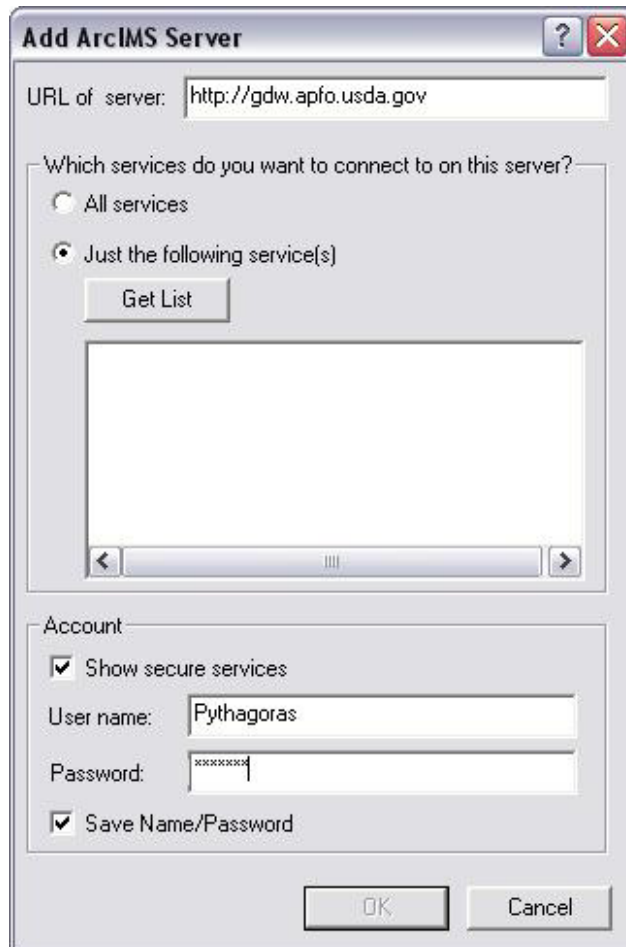 Add ArcIMS Server
URL of server: http://gdw.apfo.usda.gov
Which services do you want to connect to on this server?
All services
Just the following service(s)
Get List
Account
Show secure services
User name: Pythagoras
Password: *******
Save Name/Password
OK Cancel